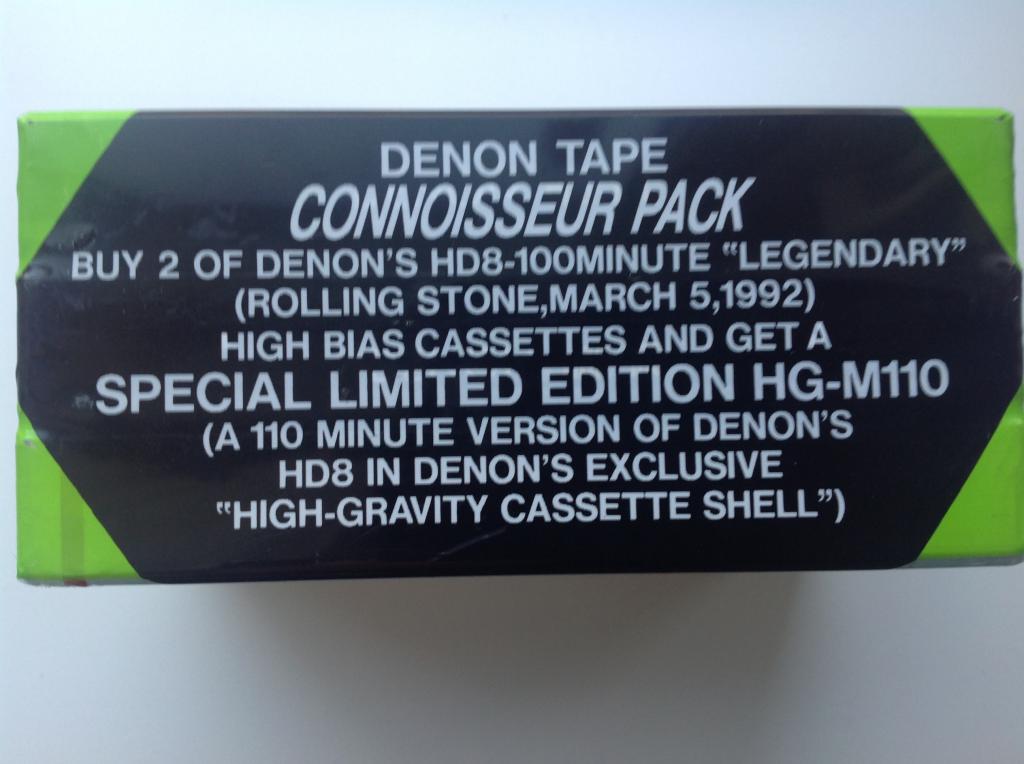 DENON TAPE
CONNOISSEUR PACK
BUY 2 OF DENON'S HD8-100MINUTE “LEGENDARY”
(ROLLING STONE,MARCH 5,1992)
HIGH BIAS CASSETTES AND GET A
SPECIAL LIMITED EDITION HG-M110
(A 110 MINUTE VERSION OF DENON'S
HD8 IN DENON'S EXCLUSIVE
“HIGH-GRAVITY CASSETTE SHELL”)